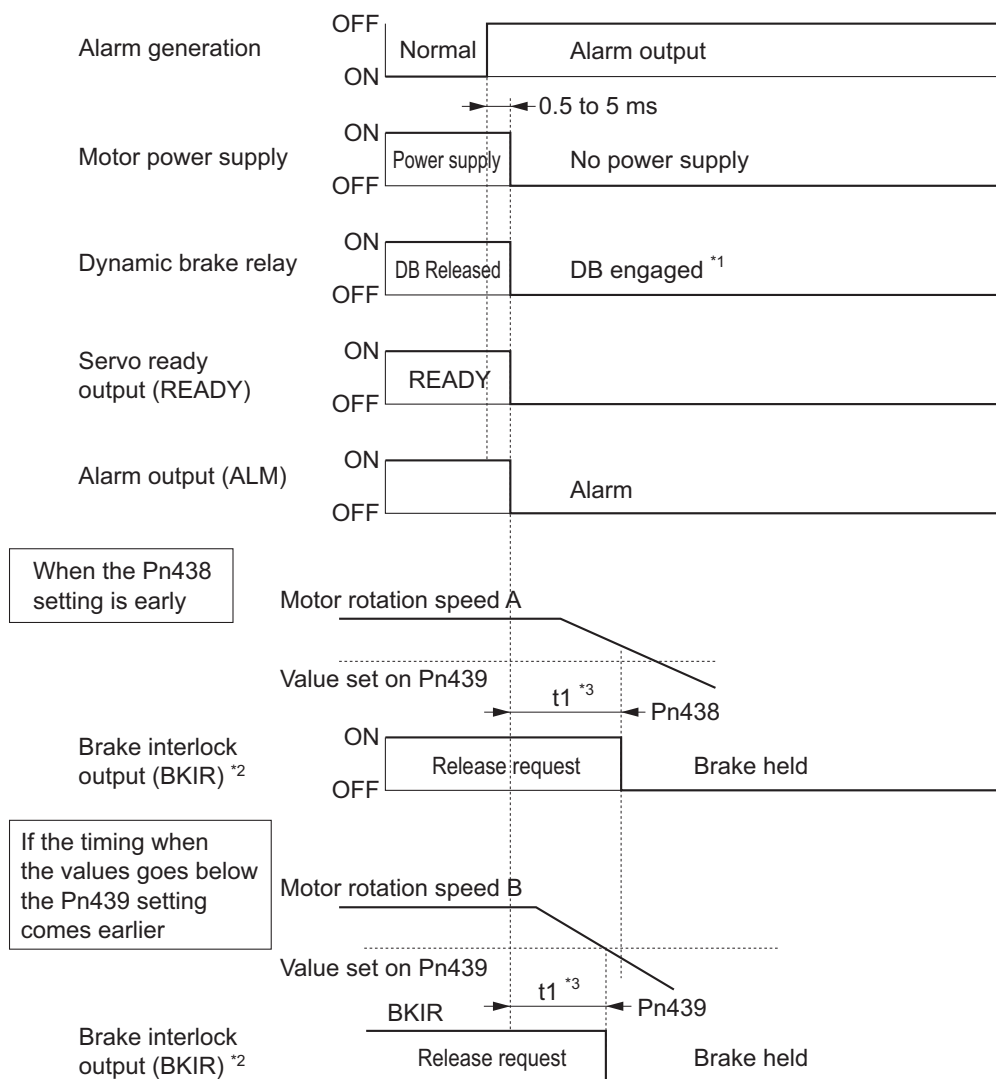 OFF
Alarm generation
Normal
Alarm output
ON
0.5 to 5 ms
ON
Motor power supply
Power supply
No power supply
OFF
ON
Dynamic brake relay
DB Released
DB engaged *1
OFF
Servo ready
output (READY)
ON
READY
OFF
Alarm output (ALM)
ON
Alarm
OFF
When the Pn438
setting is early
Motor rotation speed A
Value set on Pn439
t1 *3
Pn438
Brake interlock
output (BKIR) *2
ON
Release request
Brake held
OFF
If the timing when
the values goes below
the Pn439 setting
comes earlier
Motor rotation speed B
Value set on Pn439
t1 *3
Pn439
BKIR
Brake interlock
output (BKIR) *2
Release request
Brake held